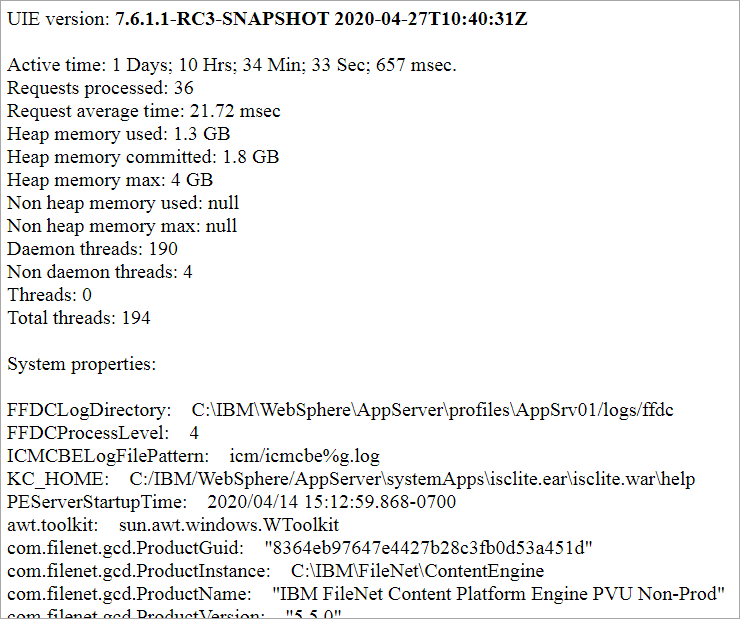 UIE version: 7.6.1.1-RC3-SNAPSHOT 2020-04-27T10:40:31Z
Active time: 1 Days; 10 Hrs; 34 Min; 33 Sec; 657 msec.
Requests processed: 36
Request average time: 21.72 msec
Heap memory used: 1.3 GB
Heap memory committed: 1.8 GB
Heap memory max: 4 GB
Non heap memory used: null
Non heap memory max: null
Daemon threads: 190
Non daemon threads: 4
Threads: 0
Total threads: 194
System properties:
FFDCLogDirectory: C:\IBM\WebSphere\AppServer\profiles\AppSrv01/logs/ffdc
FFDCProcessLevel: 4
ICMCBELogFilePattern: icm/icmcbe%g.log
KC_HOME: C:/IBM/WebSphere/AppServer\systemApps\isclite.ear\isclite.war\help
PEServerStartupTime: 2020/04/14 15:12:59.868-0700
awt.toolkit: sun.awt.windows.WToolkit
com.filenet.gcd.ProductGuid: "8364eb97647e4427b28c3fb0d53a451d"
com.filenet.gcd.ProductInstance: C:\IBM\FileNet\ContentEngine
com.filenet.gcd.ProductName: "IBM FileNet Content Platform Engine PVU Non-Prod"
com.filenet.gcd.ProductVersion: "5.5.0"